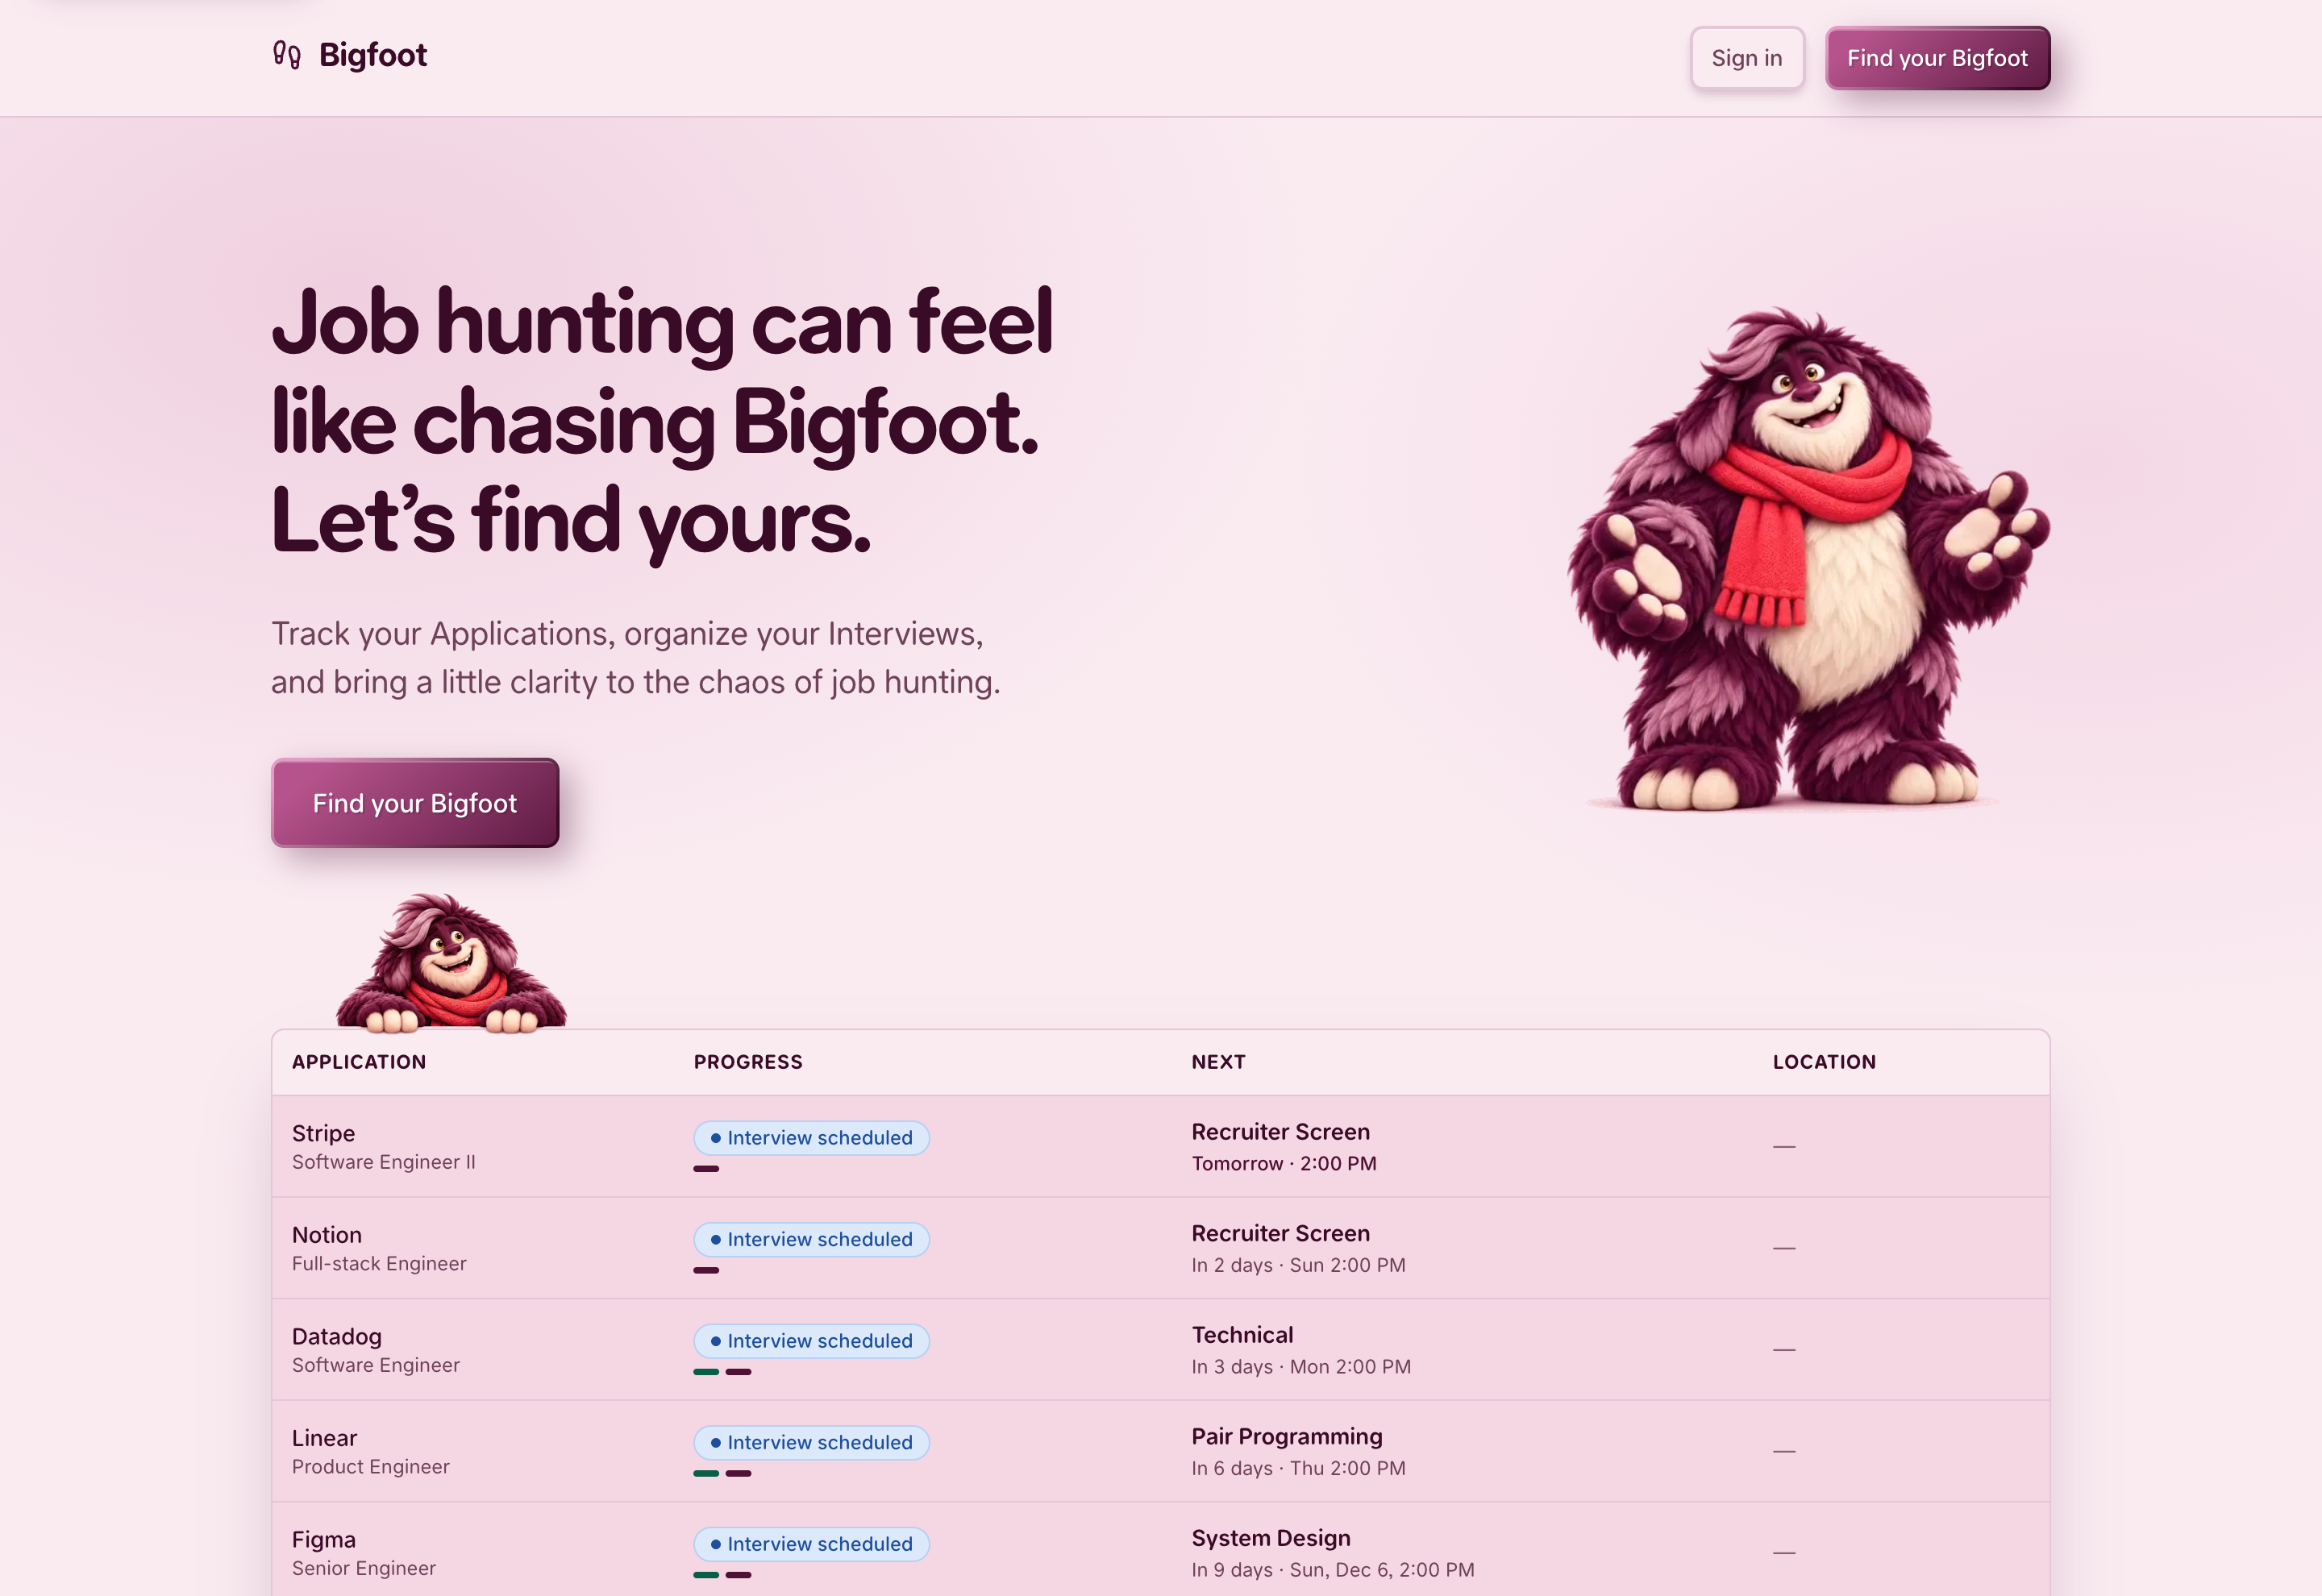 Bigfoot
Sign in
Find your Bigfoot
Job hunting can feel
like chasing Bigfoot.
Let’s find yours.
Track your Applications, organize your Interviews,
and bring a little clarity to the chaos of job hunting.
Find your Bigfoot
APPLICATION PROGRESS NEXT LOCATION
Stripe
Software Engineer II
Interview scheduled
Recruiter Screen
Tomorrow · 2:00 PM
—
Notion
Full-stack Engineer
Interview scheduled
Recruiter Screen
In 2 days · Sun 2:00 PM
—
Datadog
Software Engineer
Interview scheduled
Technical
In 3 days · Mon 2:00 PM
—
Linear
Product Engineer
Interview scheduled
Pair Programming
In 6 days · Thu 2:00 PM
—
Figma
Senior Engineer
Interview scheduled
System Design
In 9 days · Sun, Dec 6, 2:00 PM
—